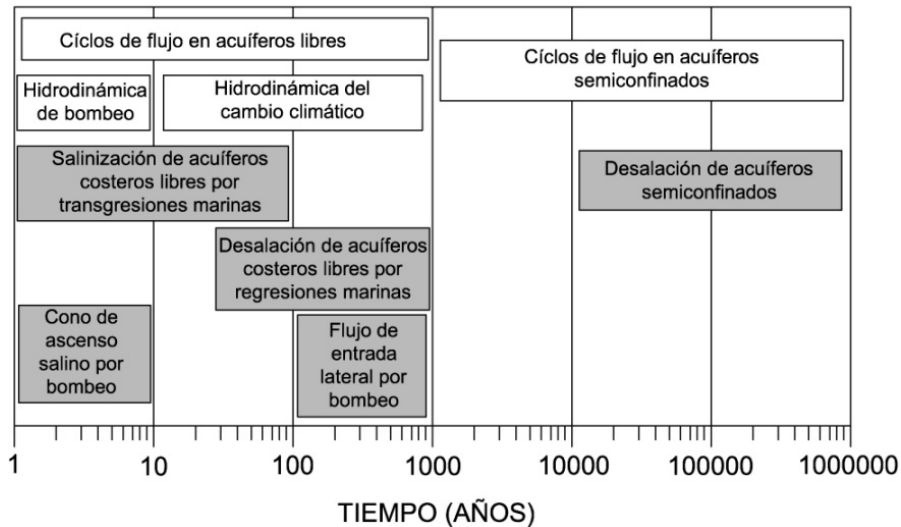 Cíclos de flujo en acuíferos libres
Cíclos de flujo en acuíferos
semiconfinados
Hidrodinámica
de bombeo
Hidrodinámica del
cambio climático
Salinización de acuíferos
costeros libres por
transgresiones marinas
Desalación de acuíferos
semiconfinados
Desalación de acuíferos
costeros libres por
regresiones marinas
Cono de
ascenso
salino por
bombeo
Flujo de
entrada
lateral por
bombeo
1 10 100 1000 10000 100000 1000000
TIEMPO (AÑOS)